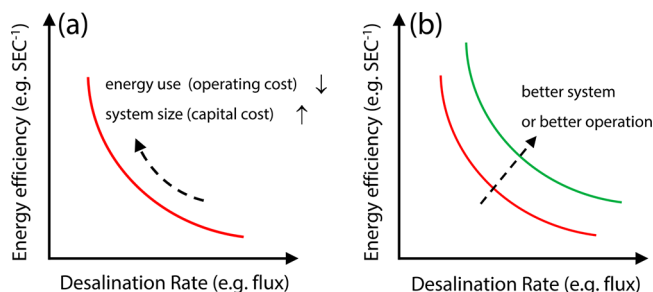 (a)
Energy efficiency (e.g. SEC⁻¹)
energy use (operating cost) ↓
system size (capital cost) ↑
Desalination Rate (e.g. flux)
(b)
Energy efficiency (e.g. SEC⁻¹)
better system
or better operation
Desalination Rate (e.g. flux)